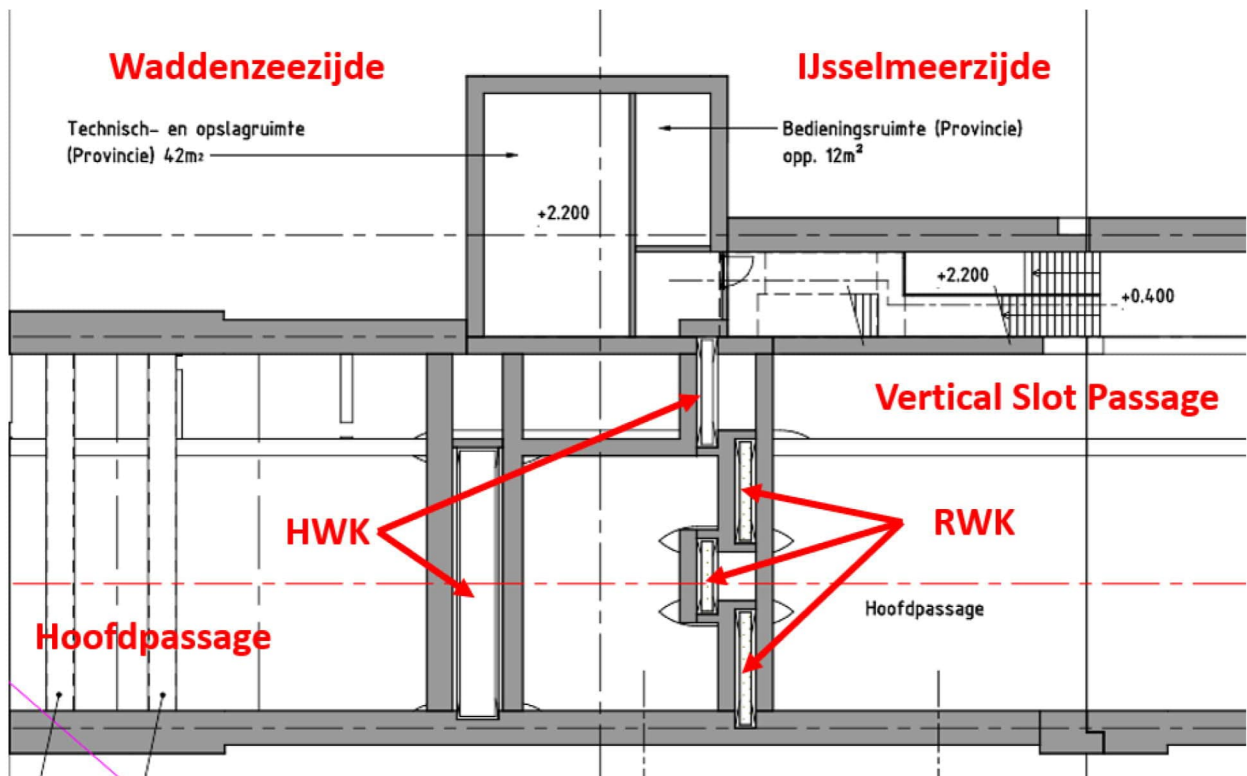 Waddenzeezijde
IJsselmeerzijde
Technisch- en opslagruimte
(Provincie) 42m²
Bedieningsruimte (Provincie)
opp. 12m²
+2.200
+2.200
+0.400
Vertical Slot Passage
HWK
RWK
Hoofdpassage
Hoofdpassage